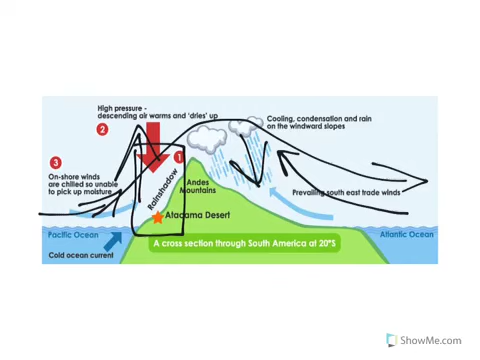 High pressure -
descending air warms and 'dries' up
2
Cooling, condensation and rain
on the windward slopes
3
On-shore winds
are chilled so unable
to pick up moisture
1
Rainshadow
Andes
Mountains
Prevailing south east trade winds
Atacama Desert
Pacific Ocean
Atlantic Ocean
A cross section through South America at 20°S
Cold ocean current
ShowMe.com